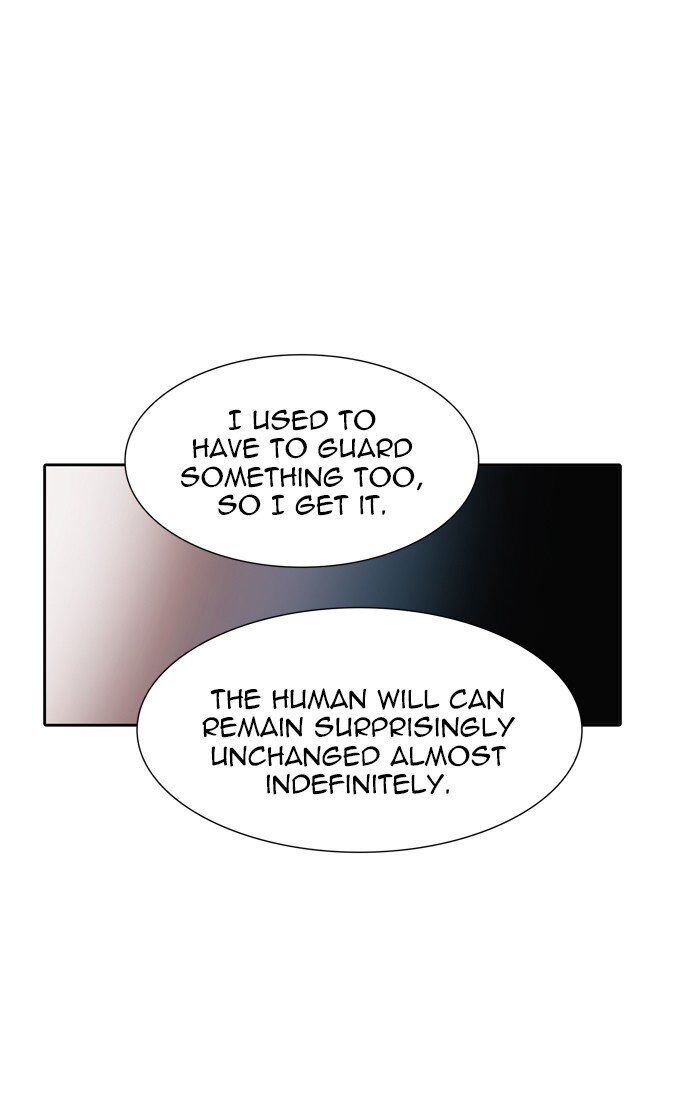 I USED TO
HAVE TO GUARD
SOMETHING TOO,
SO I GET IT.
THE HUMAN WILL CAN
REMAIN SURPRISINGLY
UNCHANGED ALMOST
INDEFINITELY.